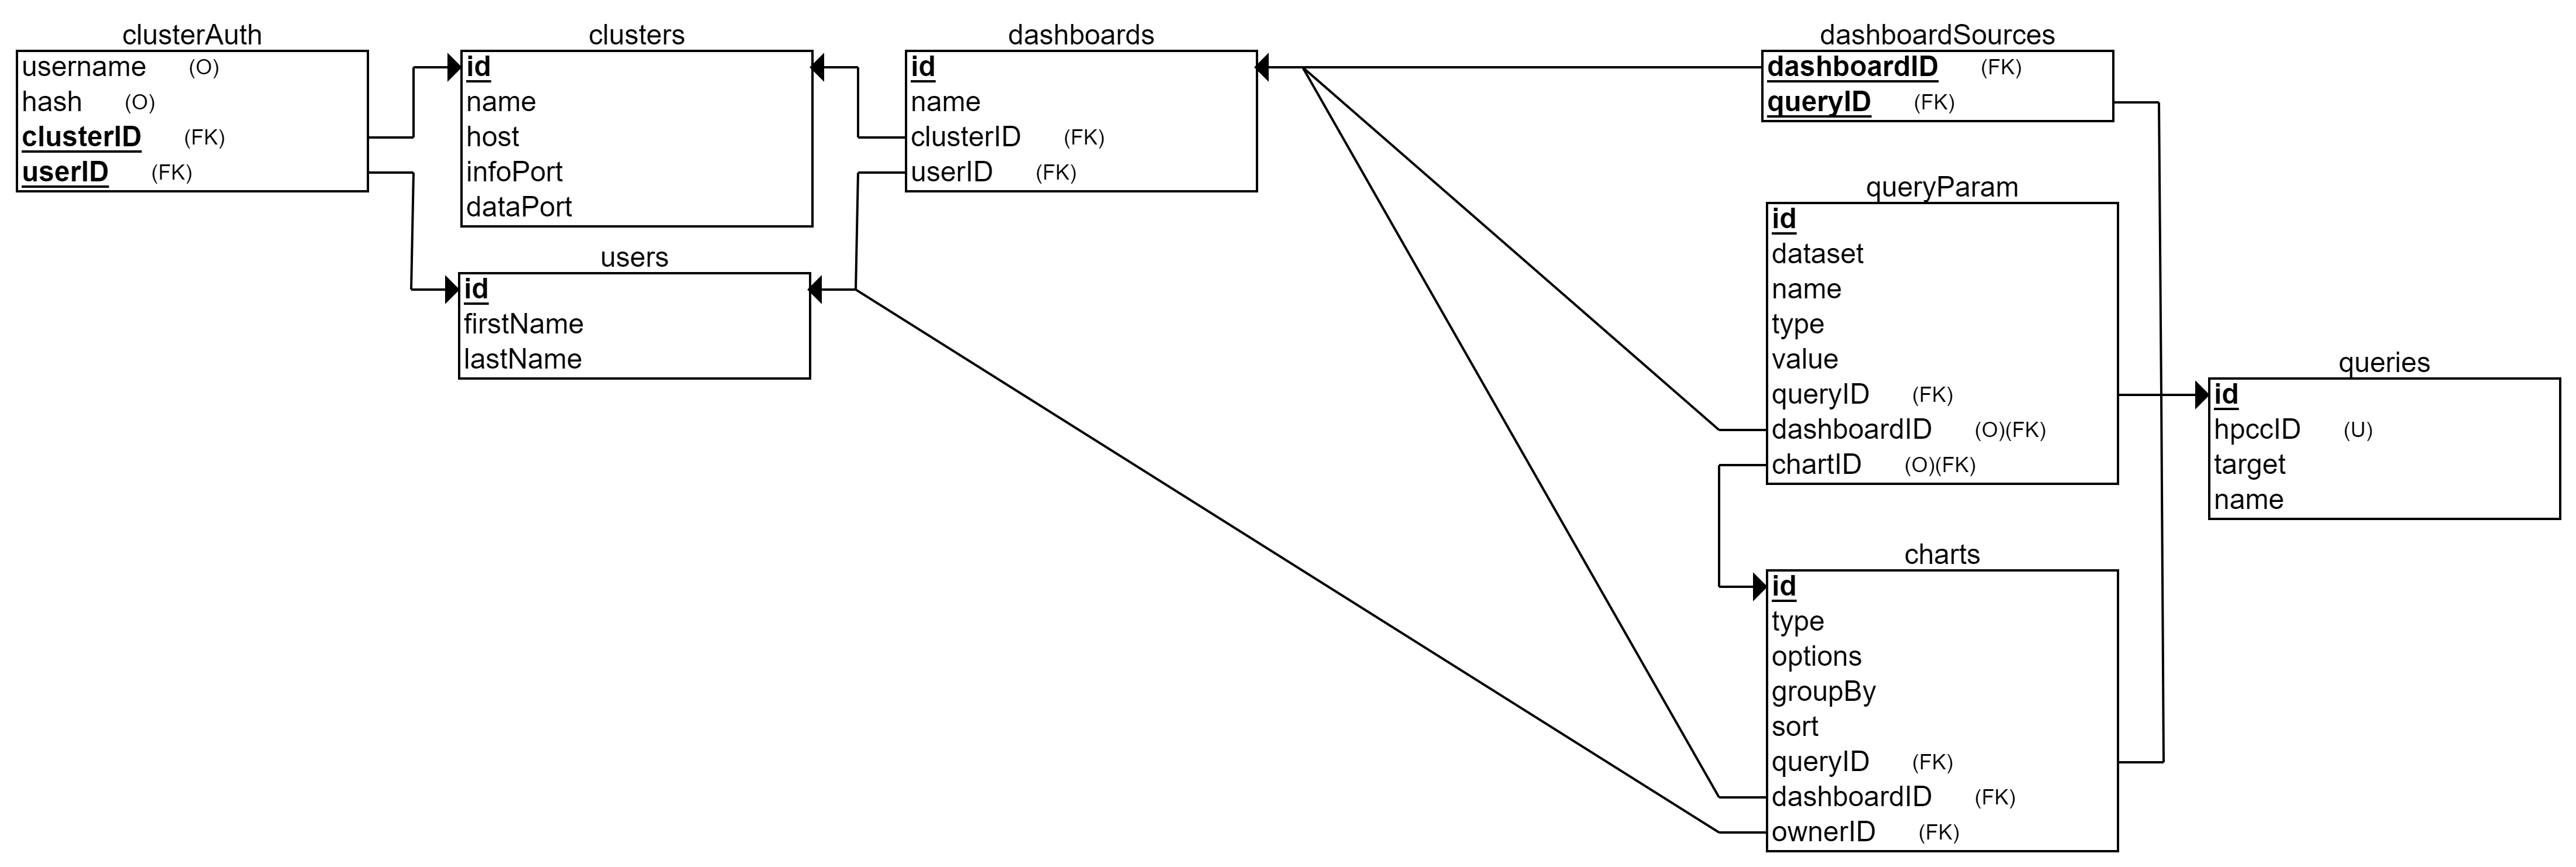 clusterAuth
username (O)
hash (O)
clusterID (FK)
userID (FK)
clusters
id
name
host
infoPort
dataPort
users
id
firstName
lastName
dashboards
id
name
clusterID (FK)
userID (FK)
dashboardSources
dashboardID (FK)
queryID (FK)
queryParam
id
dataset
name
type
value
queryID (FK)
dashboardID (O)(FK)
chartID (O)(FK)
charts
id
type
options
groupBy
sort
queryID (FK)
dashboardID (FK)
ownerID (FK)
queries
id
hpccID (U)
target
name